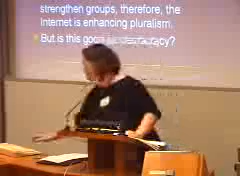 strengthen groups, therefore, the
Internet is enhancing pluralism.
But is this good